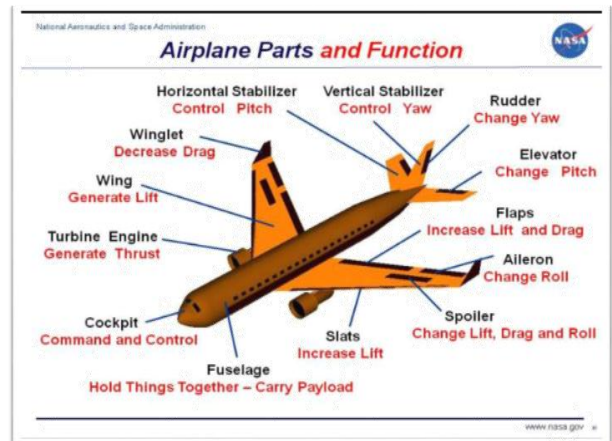 National Aeronautics and Space Administration
Airplane Parts and Function
NASA
Horizontal Stabilizer
Control Pitch
Vertical Stabilizer
Control Yaw
Rudder
Change Yaw
Winglet
Decrease Drag
Elevator
Change Pitch
Wing
Generate Lift
Flaps
Increase Lift and Drag
Turbine Engine
Generate Thrust
Aileron
Change Roll
Spoiler
Change Lift, Drag and Roll
Cockpit
Command and Control
Slats
Increase Lift
Fuselage
Hold Things Together – Carry Payload
www.nasa.gov